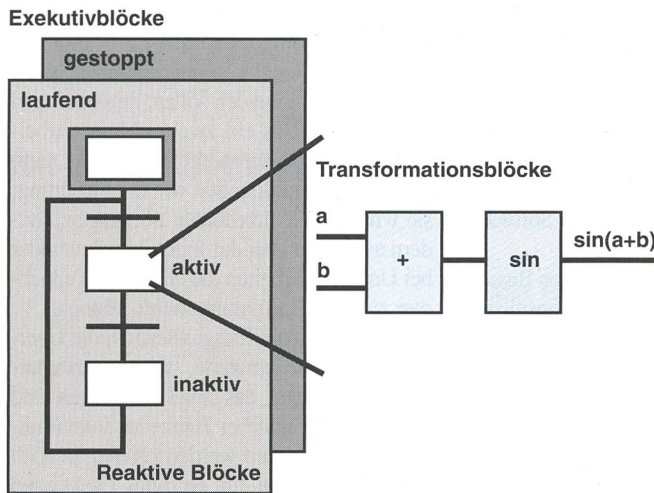 Exekutivblöcke
gestoppt
laufend
Transformationsblöcke
a
b
+
sin
sin(a+b)
aktiv
inaktiv
Reaktive Blöcke